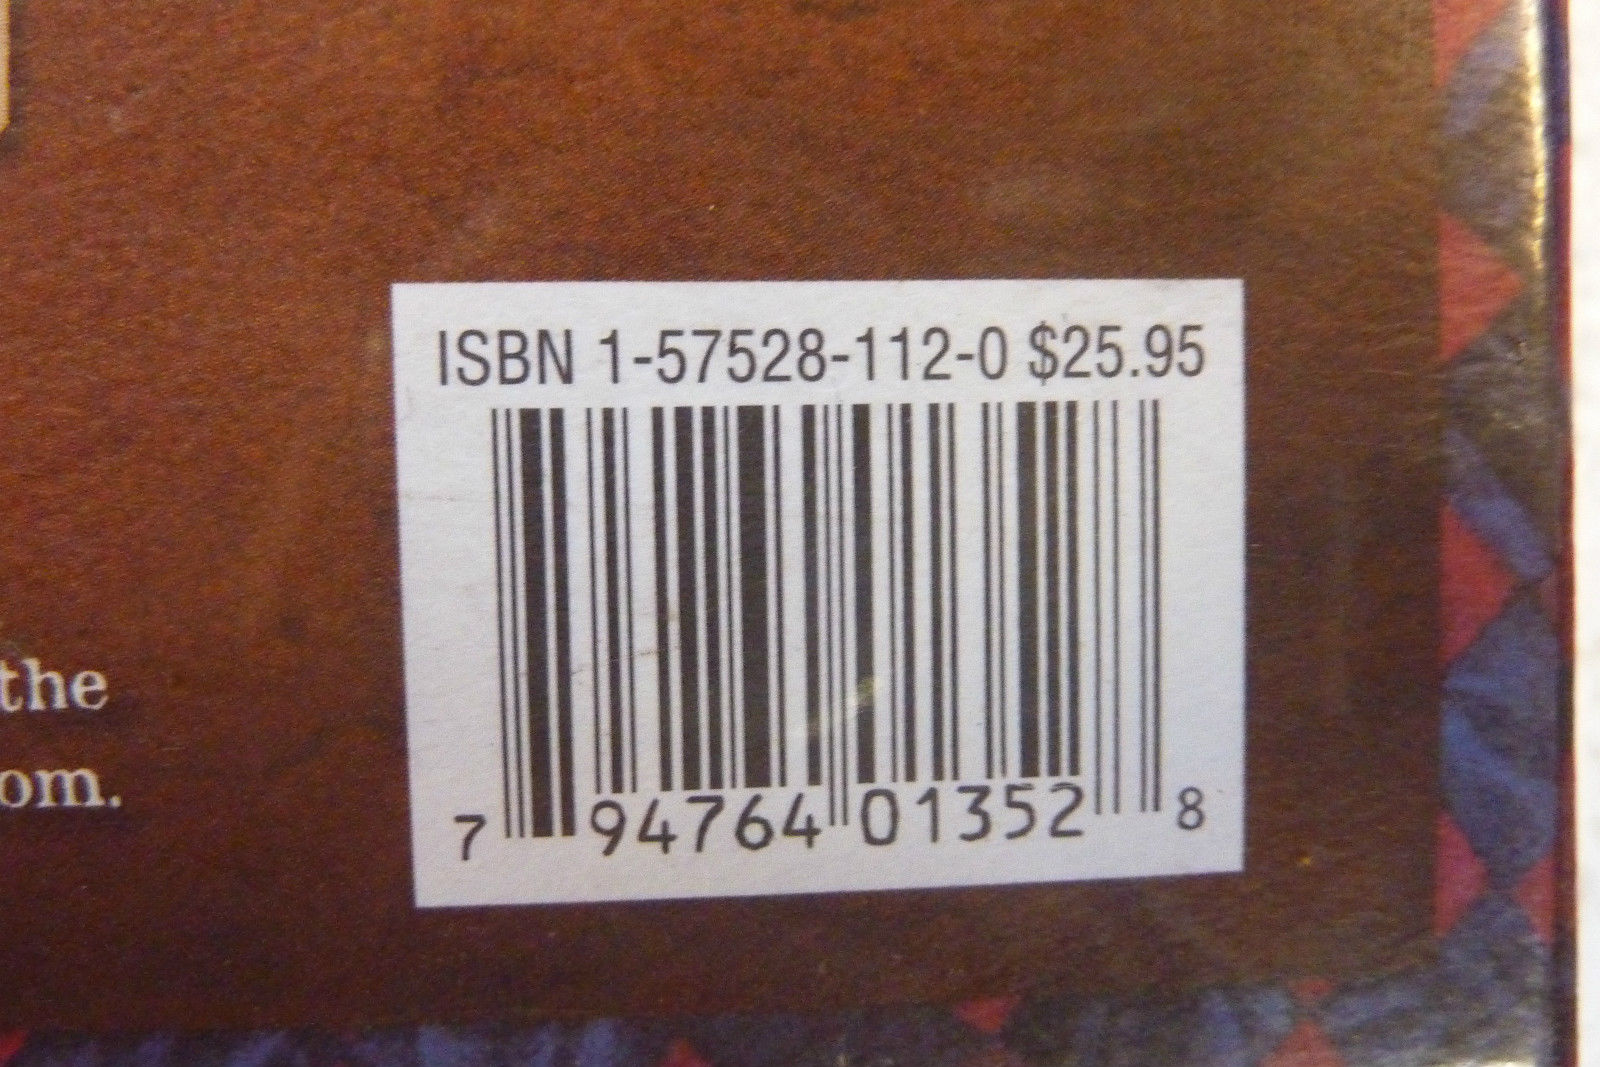 ISBN 1-57528-112-0 $25.95
the
om.
7 94764 01352 8